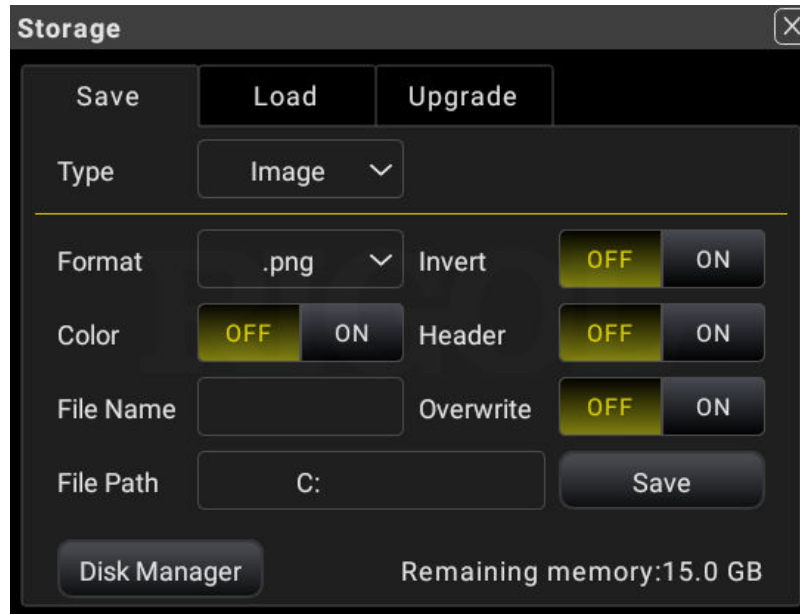 Storage
Save Load Upgrade
Type Image
Format .png Invert OFF ON
Color OFF ON Header OFF ON
File Name Overwrite OFF ON
File Path C: Save
Disk Manager Remaining memory:15.0 GB